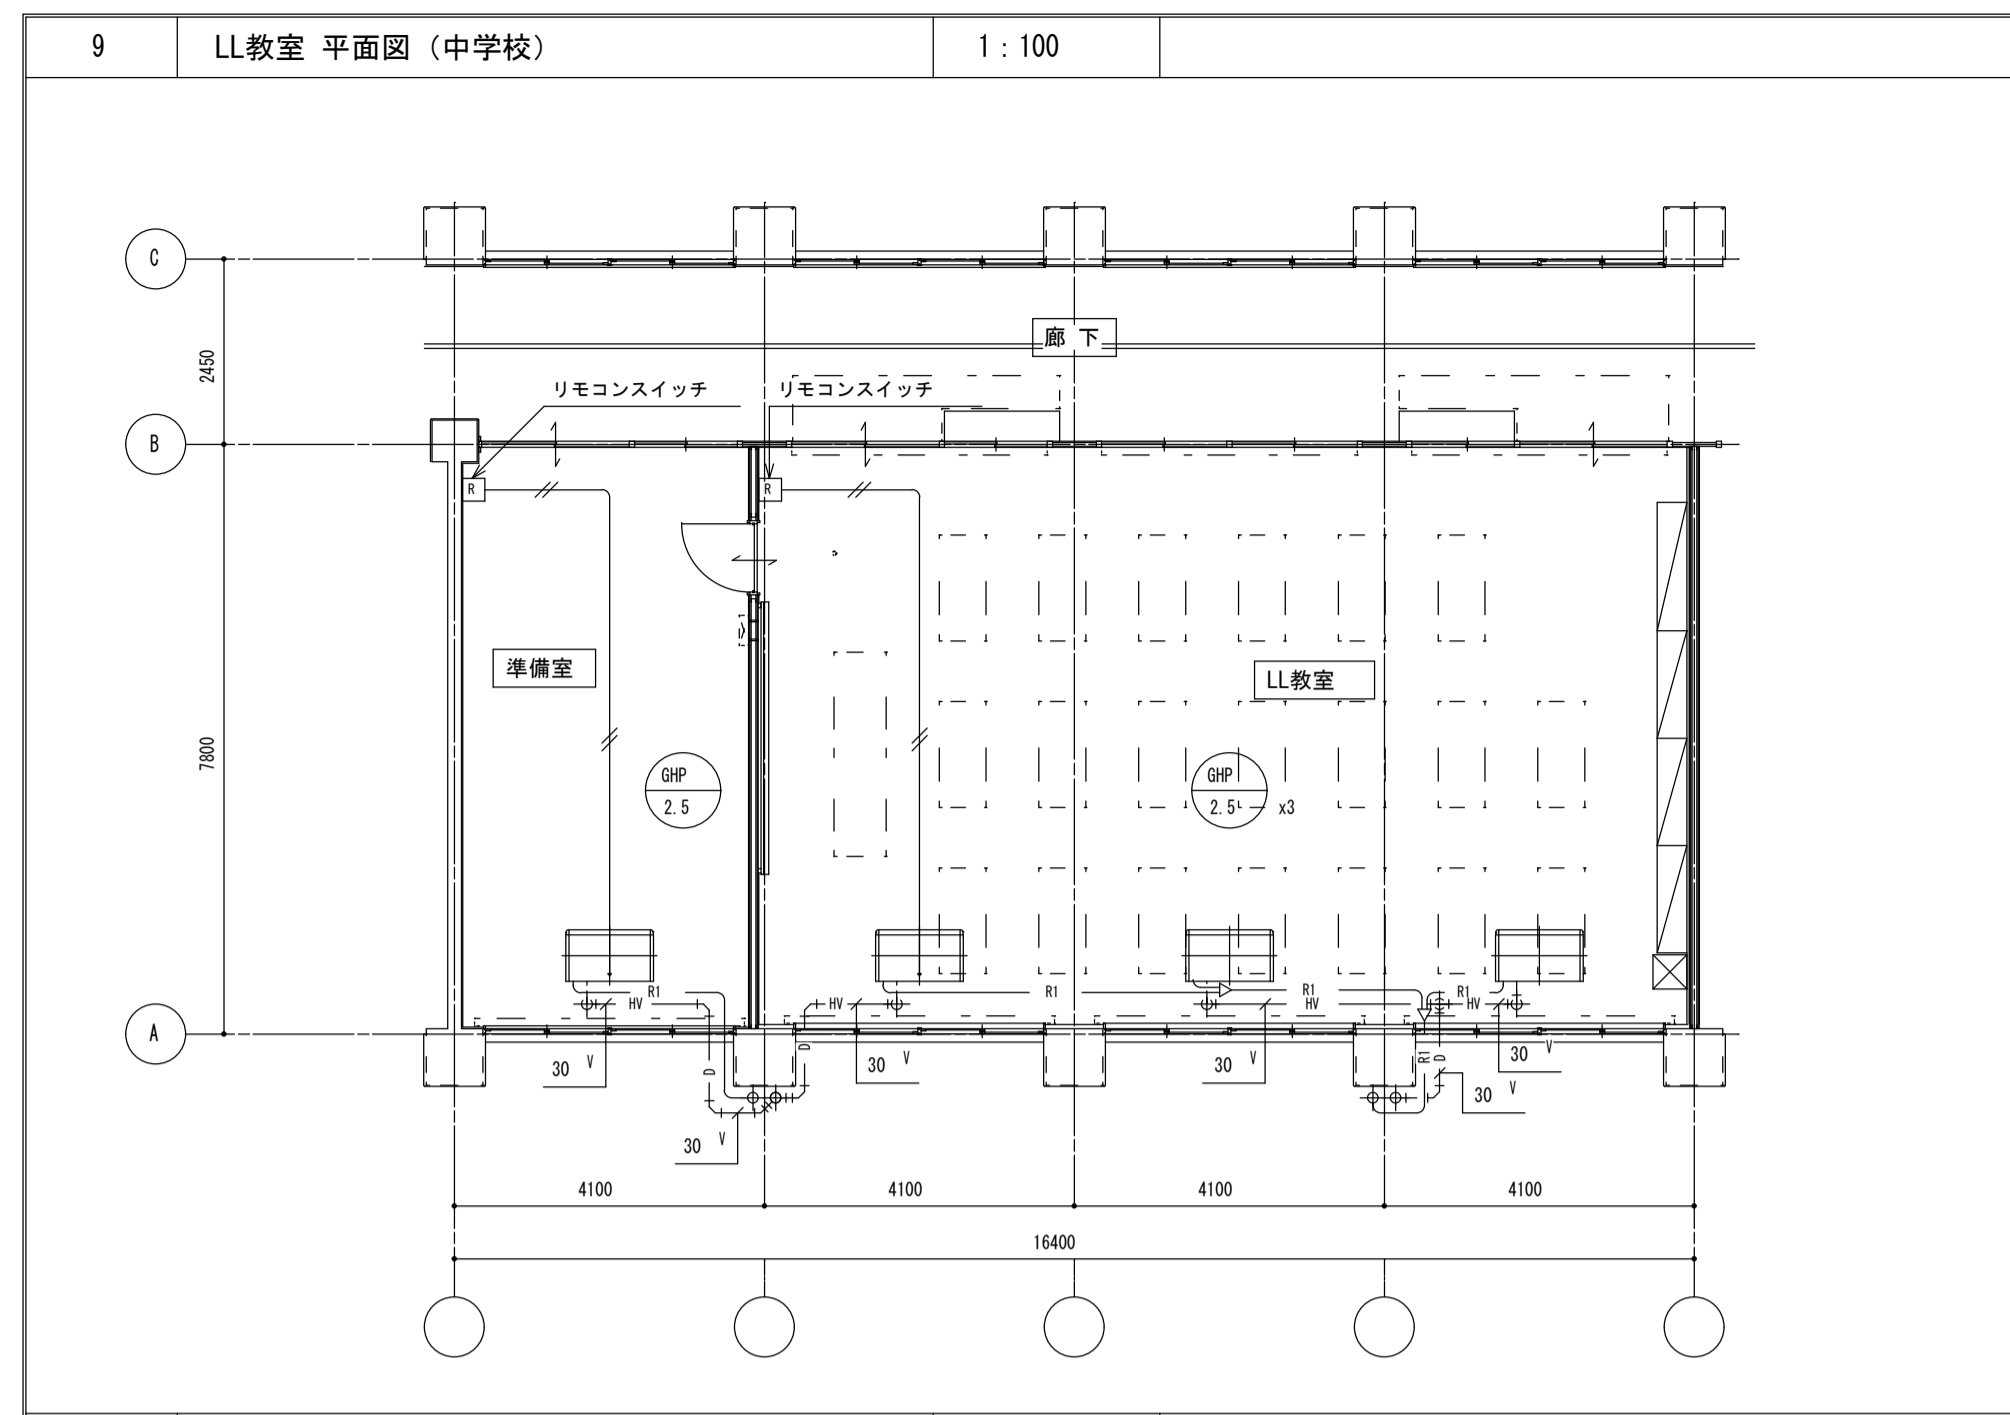 9
LL教室 平面図（中学校）
1：100
C
廊 下
2450
リモコンスイッチ
リモコンスイッチ
B
R
R
準備室
LL教室
7800
GHP
2.5
GHP
2.5
x3
R1
HV
HV
R1
R1
HV
R1
HV
A
D
D
R1
D
30 V
30 V
30 V
30 V
30 V
30 V
4100
4100
4100
4100
16400